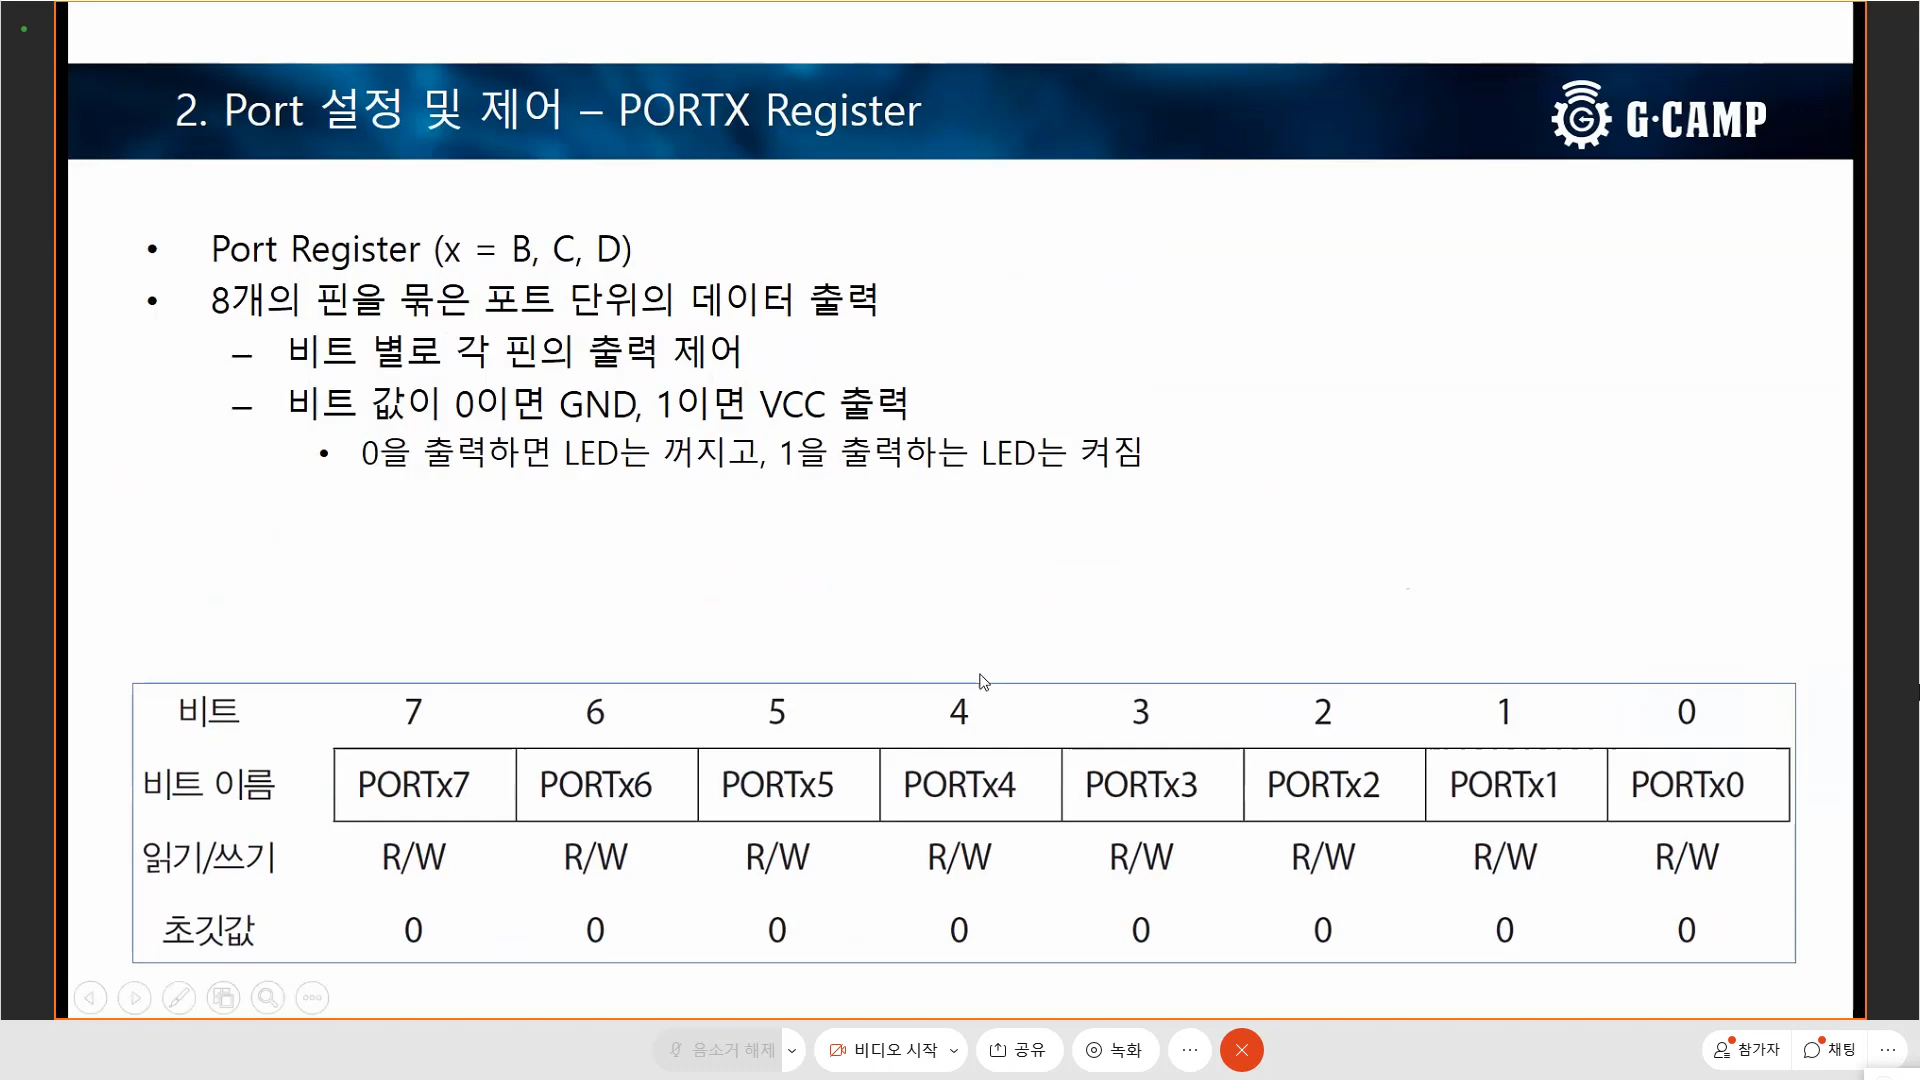 2. Port 설정 및 제어 – PORTX Register
G·CAMP
• Port Register (x = B, C, D)
• 8개의 핀을 묶은 포트 단위의 데이터 출력
– 비트 별로 각 핀의 출력 제어
– 비트 값이 0이면 GND, 1이면 VCC 출력
• 0을 출력하면 LED는 꺼지고, 1을 출력하는 LED는 켜짐
비트 7 6 5 4 3 2 1 0
비트 이름 PORTx7 PORTx6 PORTx5 PORTx4 PORTx3 PORTx2 PORTx1 PORTx0
읽기/쓰기 R/W R/W R/W R/W R/W R/W R/W R/W
초깃값 0 0 0 0 0 0 0 0
음소거 해제 비디오 시작 공유 녹화 참가자 채팅